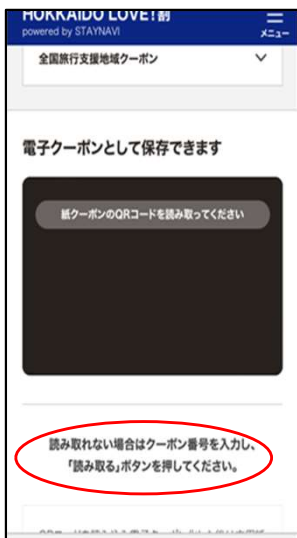 HOKKAIDO LOVE!割
powered by STAYNAVI
メニュー
全国旅行支援地域クーポン
電子クーポンとして保存できます
紙クーポンのQRコードを読み取ってください
読み取れない場合はクーポン番号を入力し、
「読み取る」ボタンを押してください。